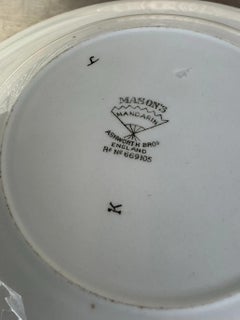 MASON'S
MANDARIN
ASHWORTH BROS
ENGLAND
Rd No 669105
K